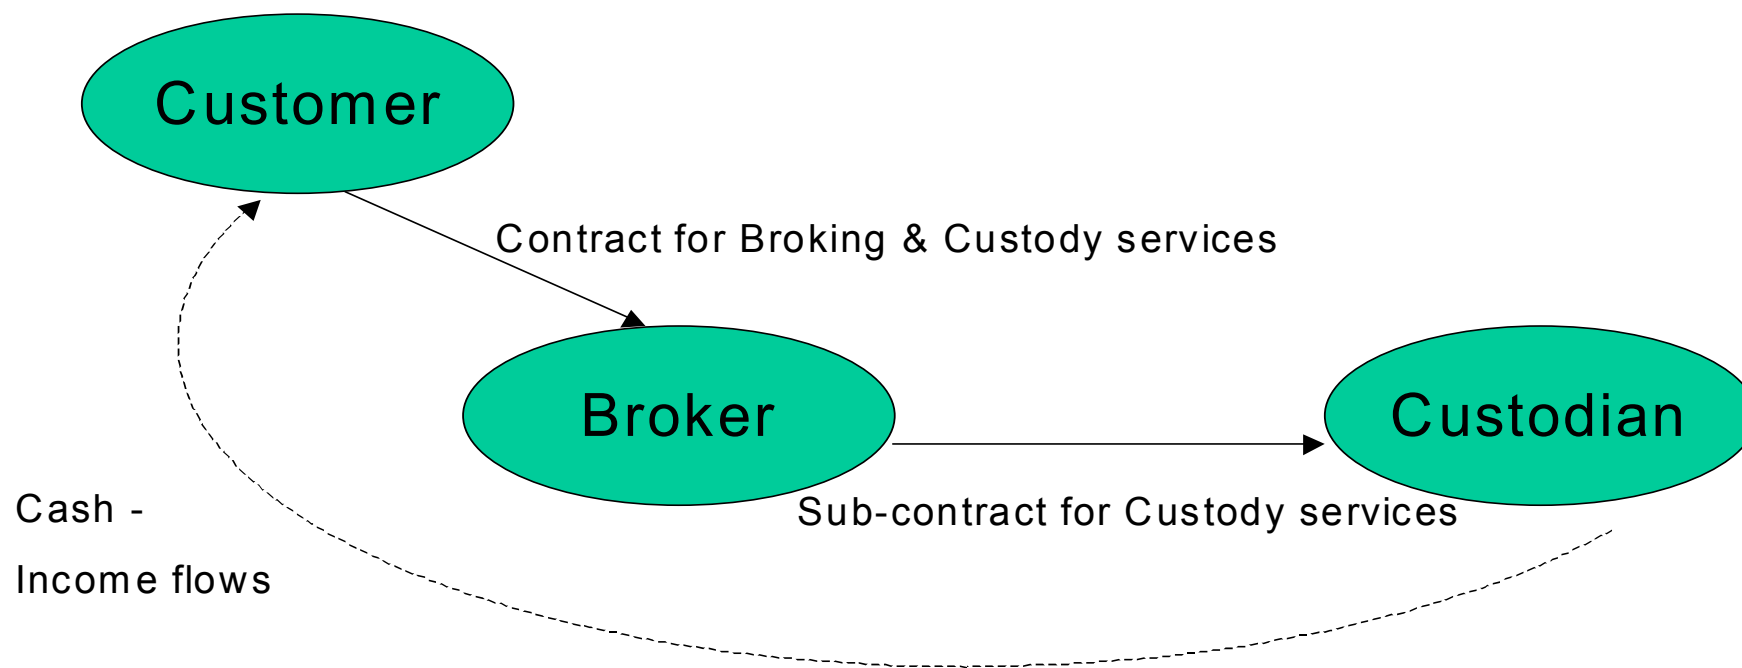 Customer
Contract for Broking & Custody services
Broker
Custodian
Sub-contract for Custody services
Cash -
Income flows